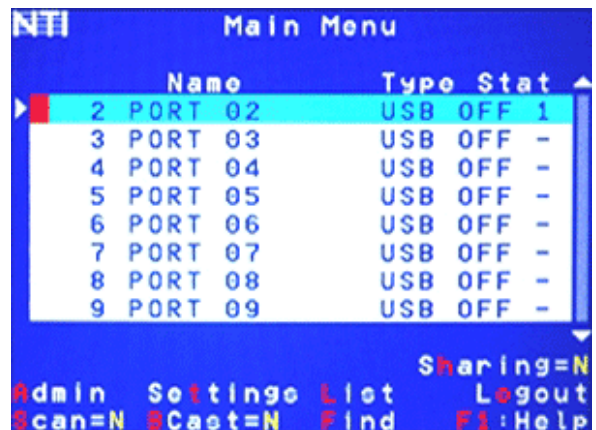 NTI Main Menu
Name Type Stat
2 PORT 02 USB OFF 1
3 PORT 03 USB OFF -
4 PORT 04 USB OFF -
5 PORT 05 USB OFF -
6 PORT 06 USB OFF -
7 PORT 07 USB OFF -
8 PORT 08 USB OFF -
9 PORT 09 USB OFF -
Sharing=N
Admin Settings List Logout
Scan=N BCast=N Find F1:Help